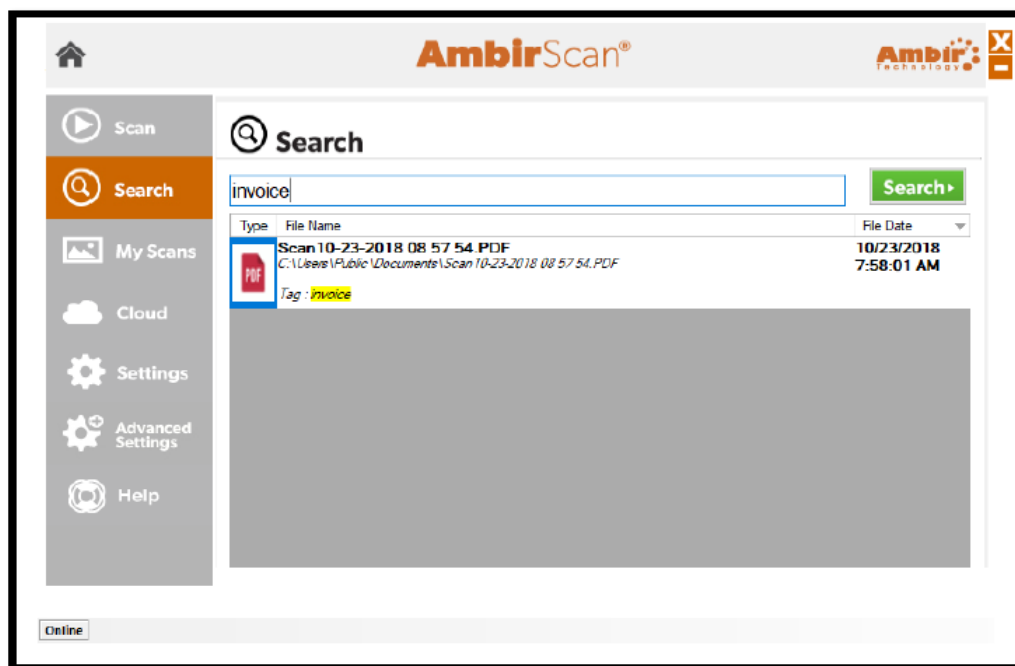 AmbirScan®
Ambir
Technology
X
Scan
Search
My Scans
Cloud
Settings
Advanced
Settings
Help
Search
invoice
Search
Type File Name File Date
Scan10-23-2018 08 57 54.PDF 10/23/2018
C:\Users\Public\Documents\Scan10-23-2018 08 57 54.PDF 7:58:01 AM
PDF
Tag : invoice
Online